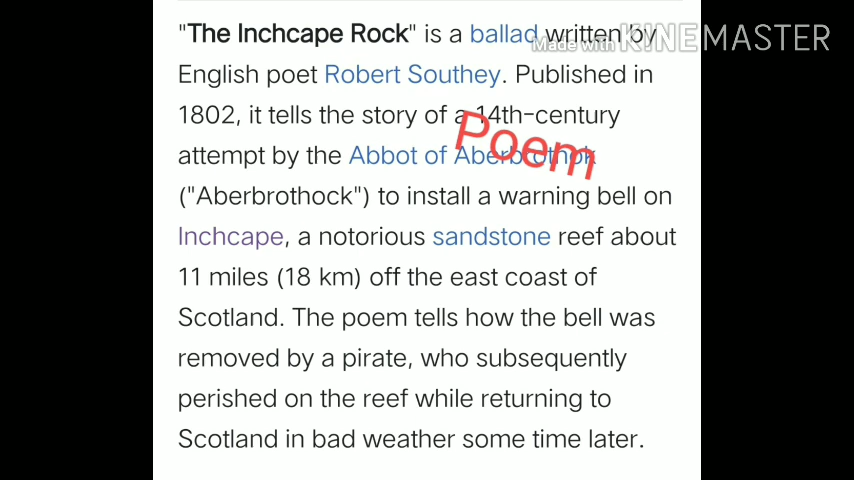 "The Inchcape Rock" is a ballad written by
English poet Robert Southey. Published in
1802, it tells the story of a 14th-century
attempt by the Abbot of Aberbrothok
("Aberbrothock") to install a warning bell on
Inchcape, a notorious sandstone reef about
11 miles (18 km) off the east coast of
Scotland. The poem tells how the bell was
removed by a pirate, who subsequently
perished on the reef while returning to
Scotland in bad weather some time later.
Made with KINEMASTER
Poem